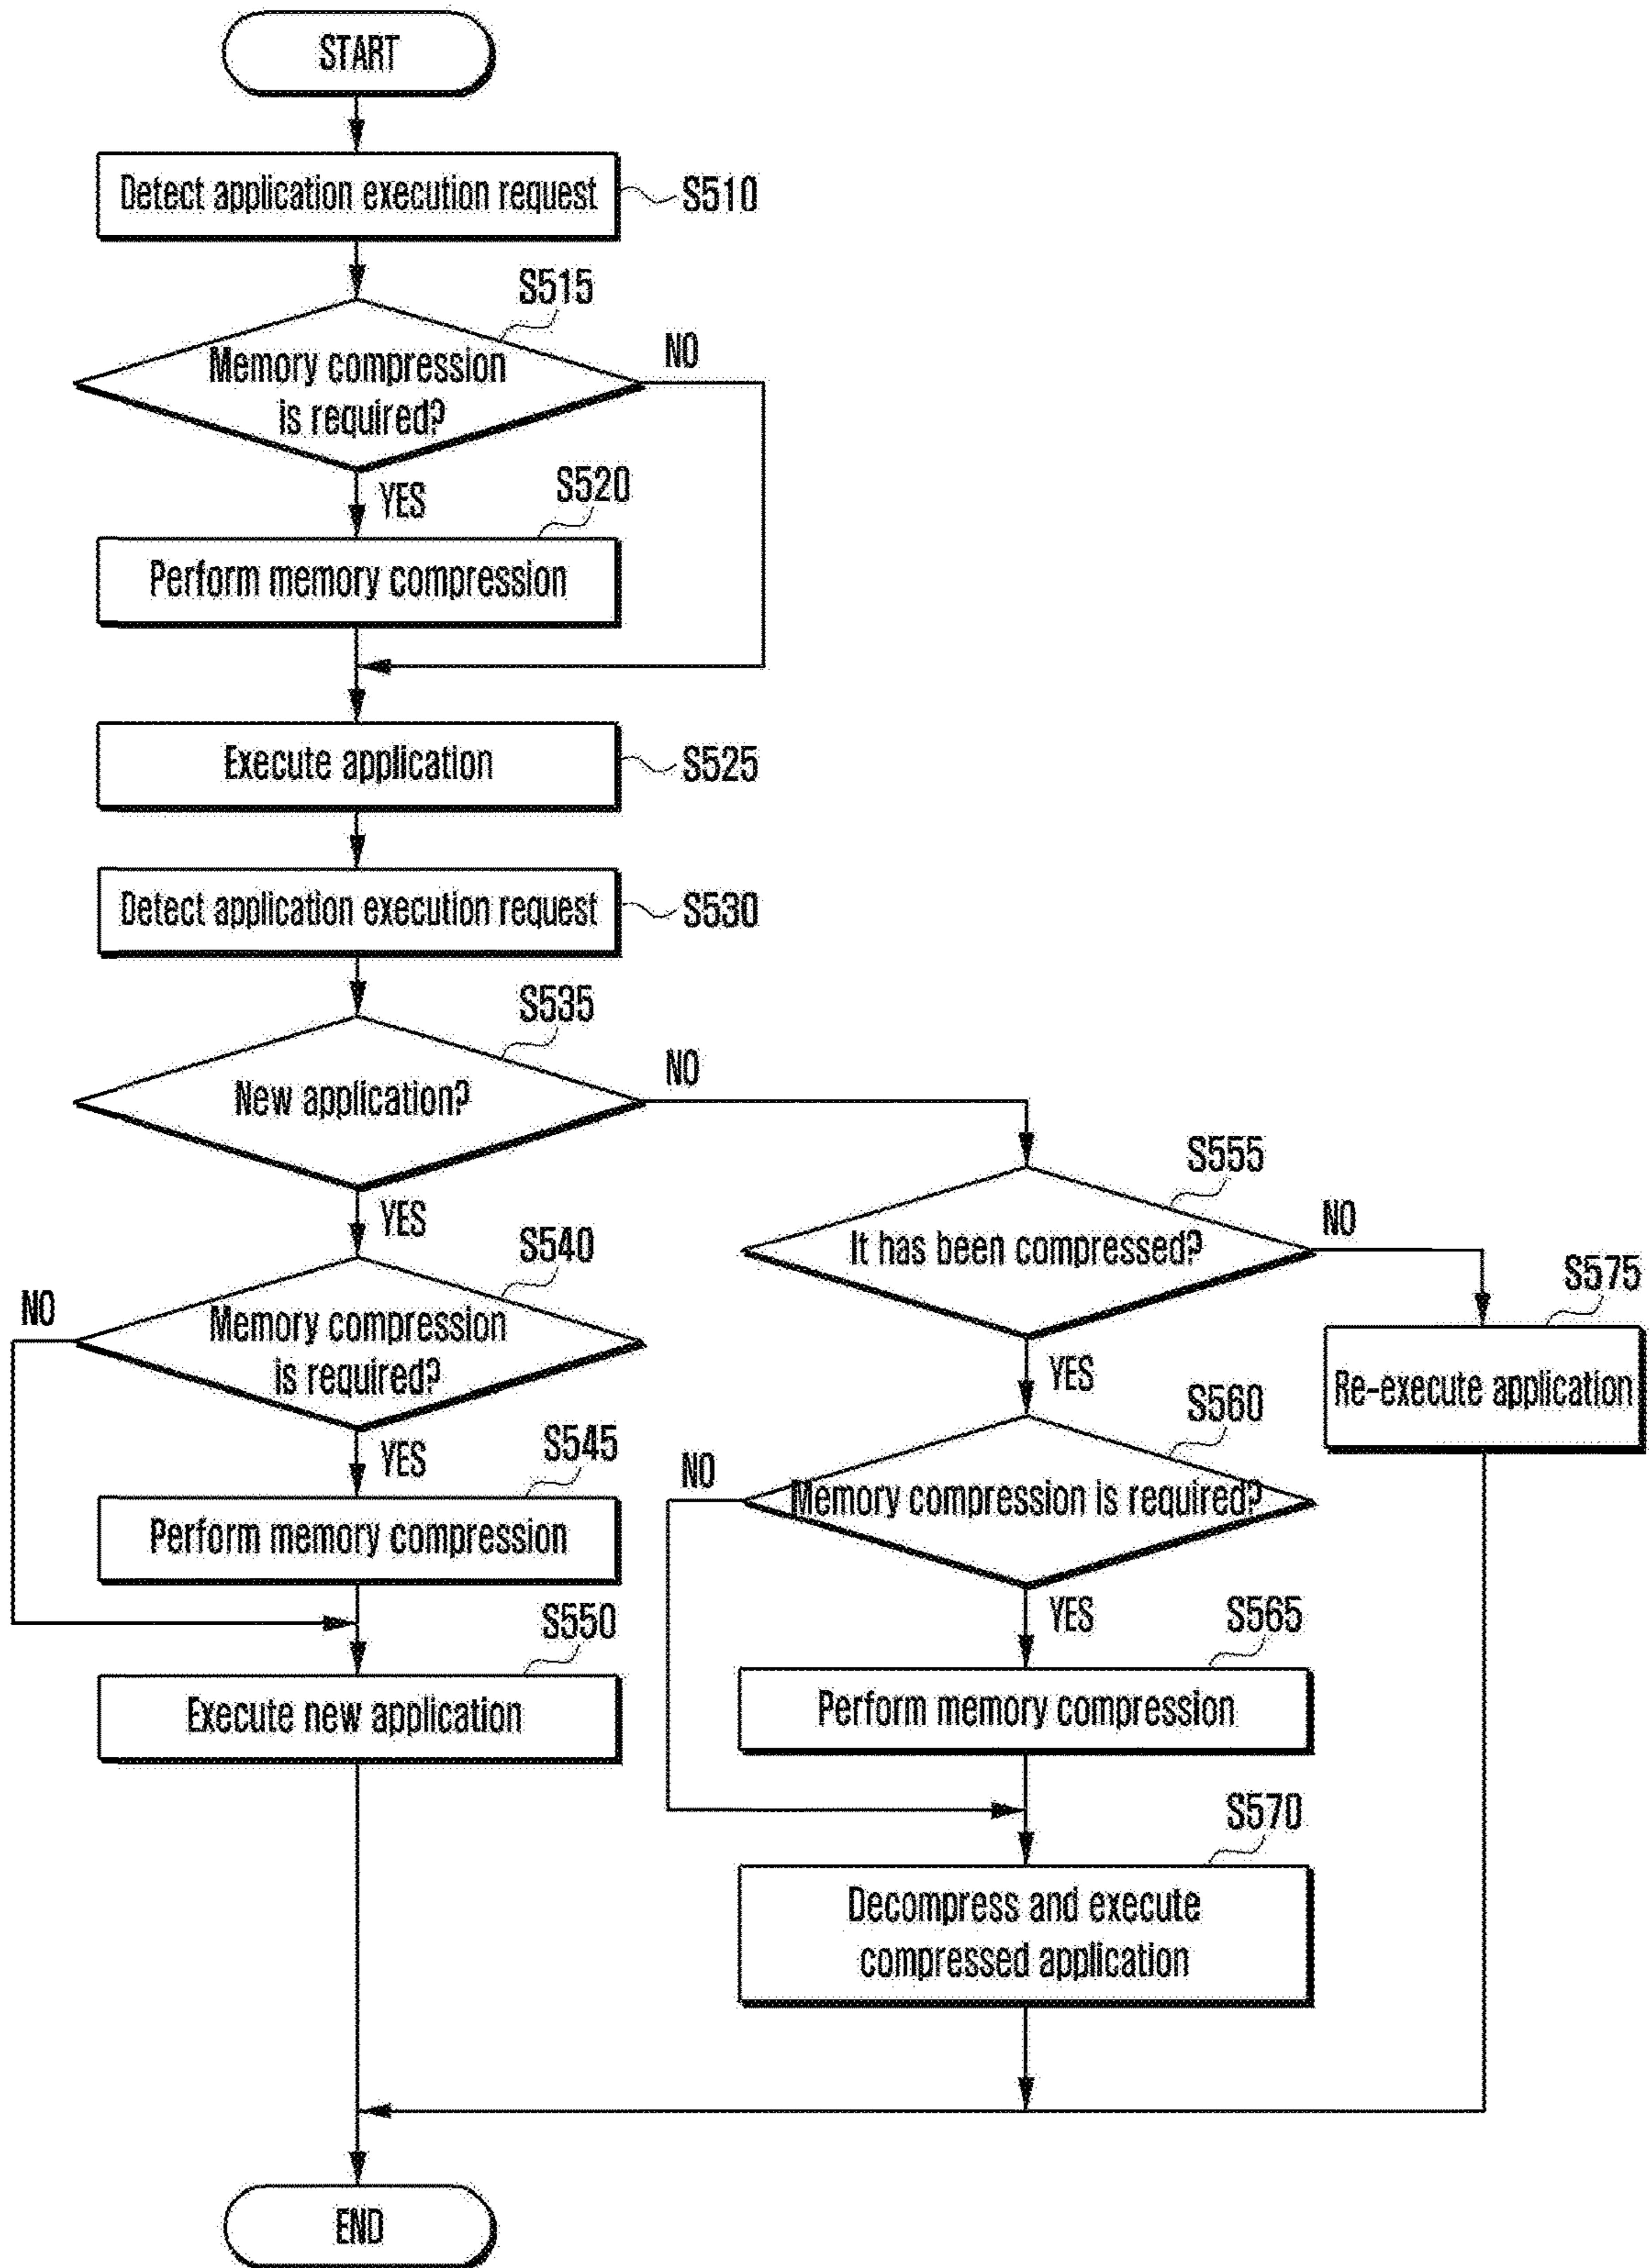 START
Detect application execution request
S510
S515
Memory compression
is required?
NO
YES
S520
Perform memory compression
Execute application
S525
Detect application execution request
S530
S535
New application?
NO
YES
S540
Memory compression
is required?
NO
YES
S545
Perform memory compression
S550
Execute new application
S555
It has been compressed?
NO
YES
S575
Re-execute application
S560
Memory compression is required?
NO
YES
S565
Perform memory compression
S570
Decompress and execute
compressed application
END